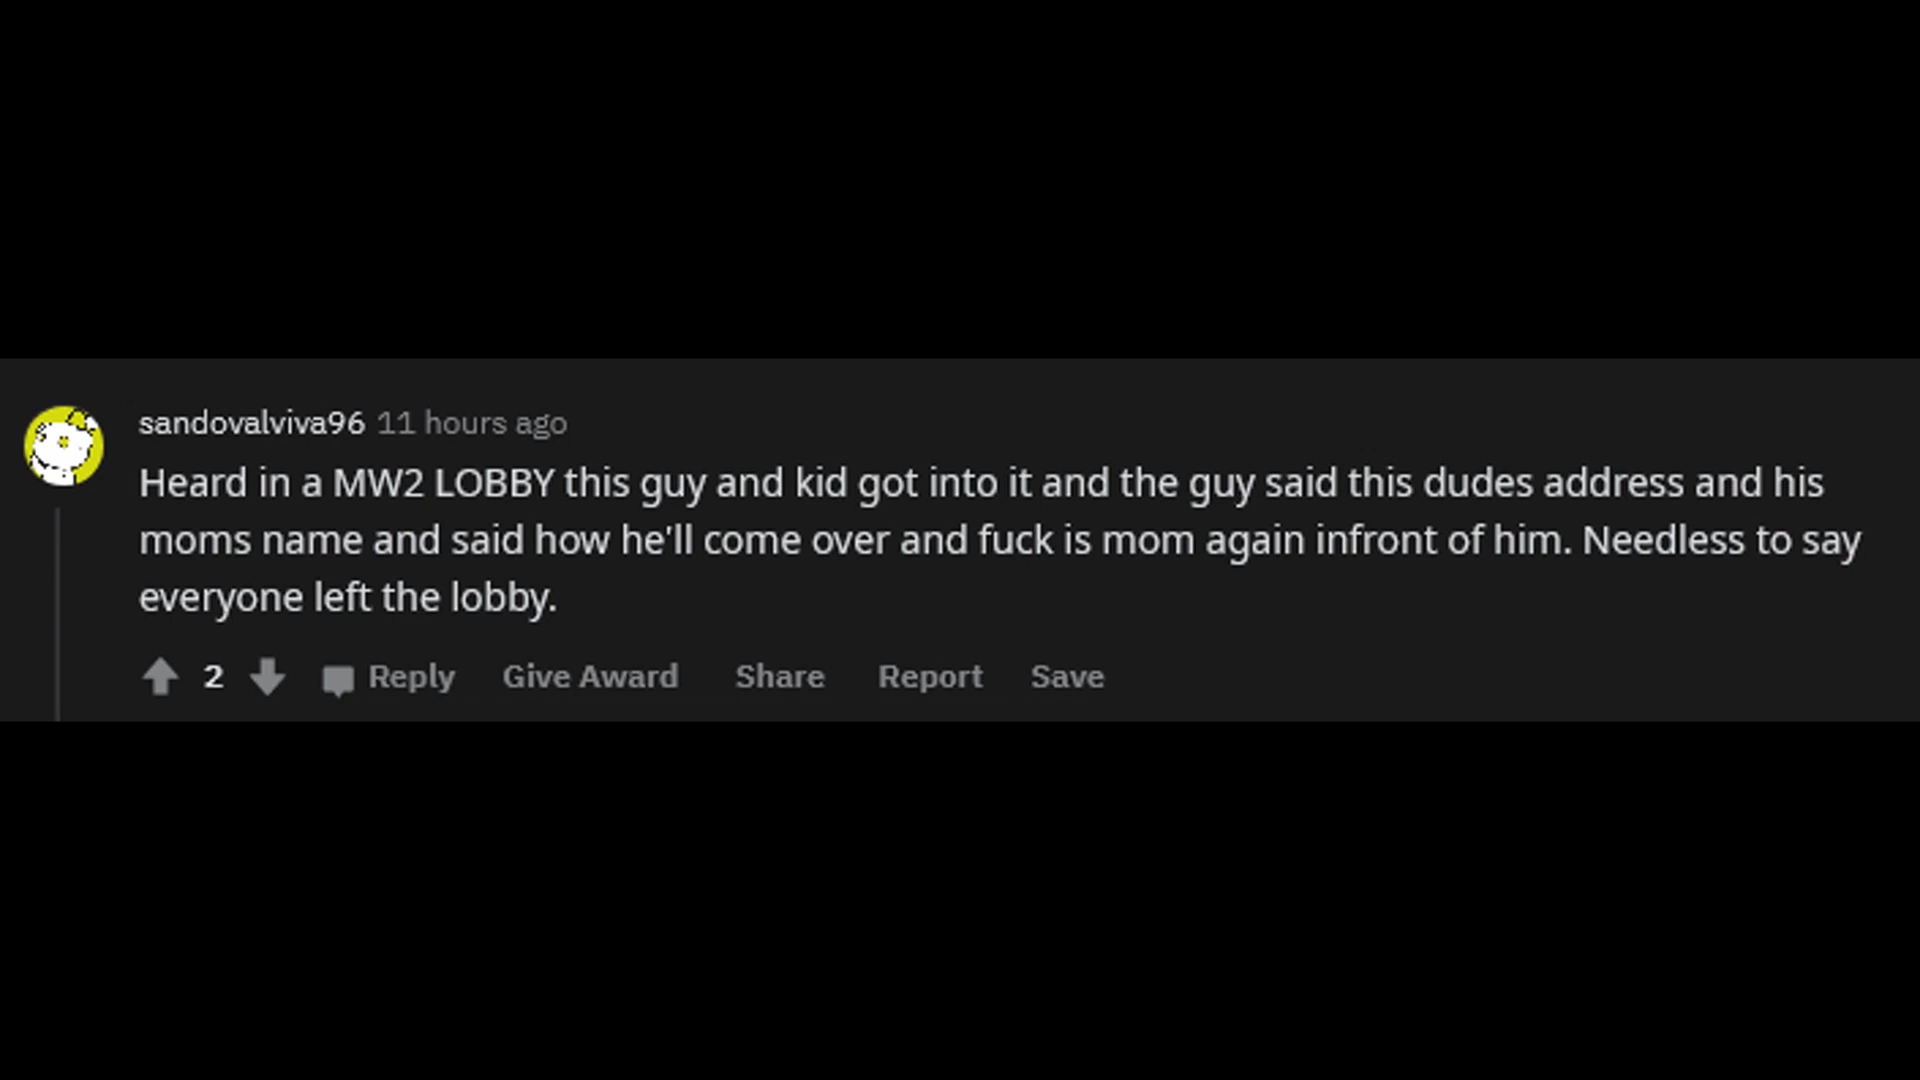 sandovalviva96 11 hours ago
Heard in a MW2 LOBBY this guy and kid got into it and the guy said this dudes address and his
moms name and said how he'll come over and fuck is mom again infront of him. Needless to say
everyone left the lobby.
2 Reply Give Award Share Report Save